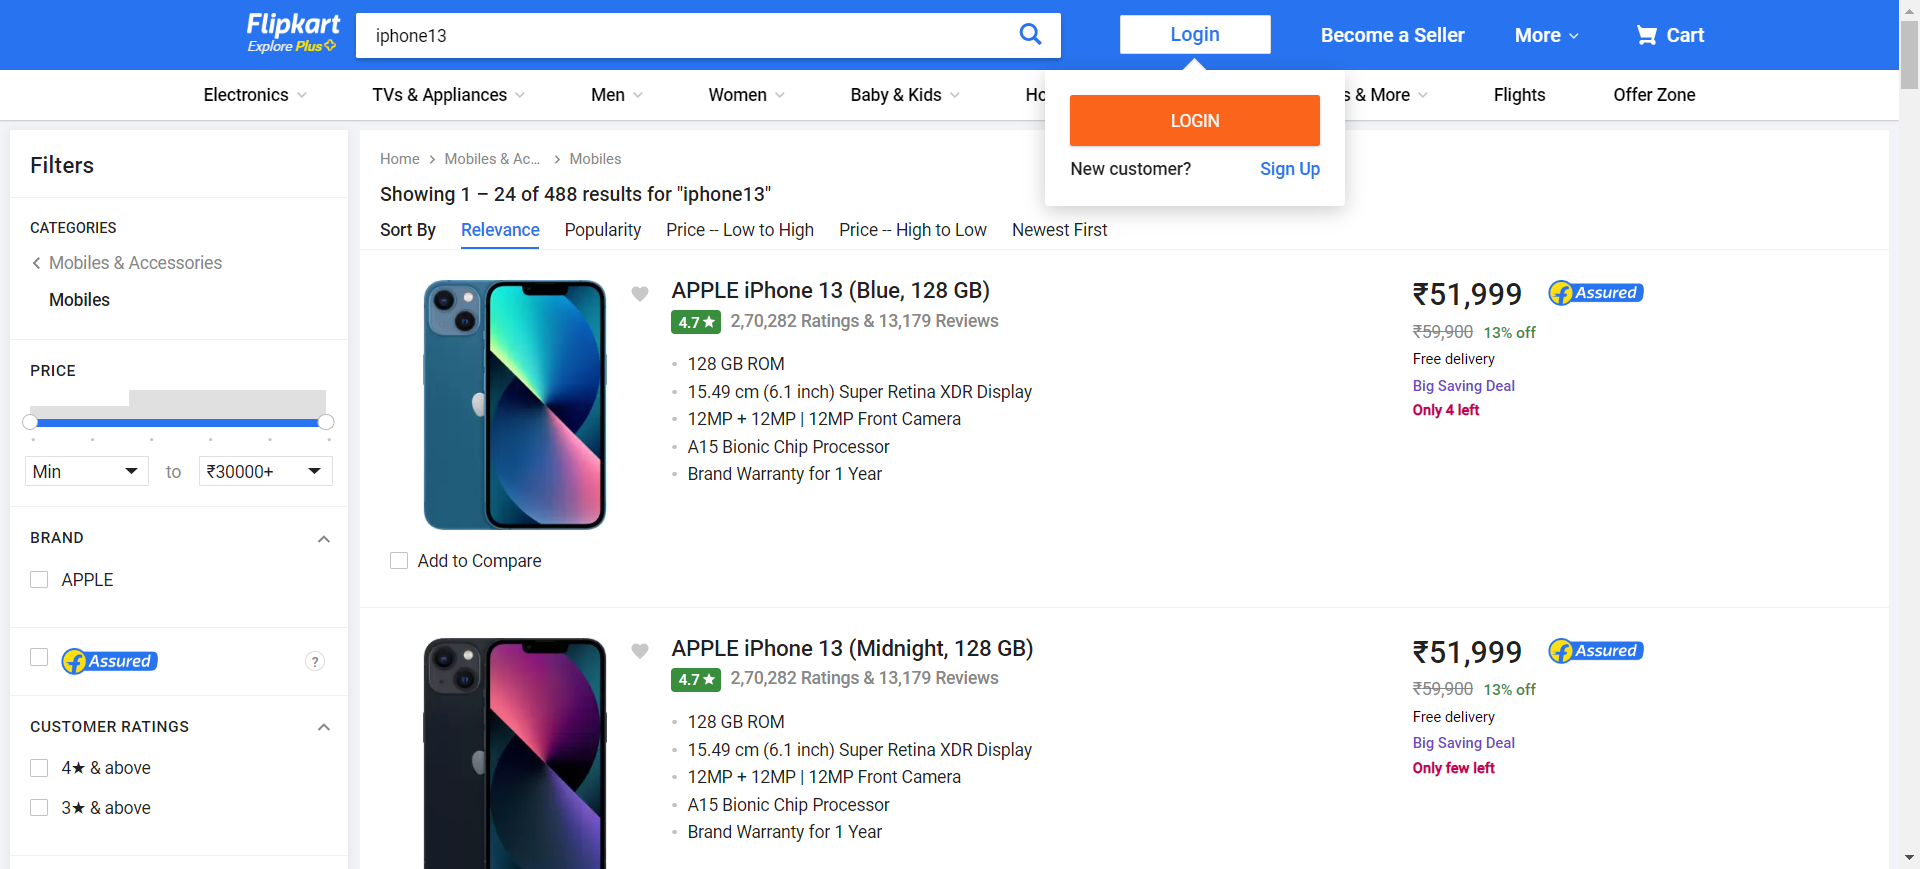 Flipkart
Explore Plus
iphone13
Login
Become a Seller
More
Cart
Electronics
TVs & Appliances
Men
Women
Baby & Kids
Ho
s & More
Flights
Offer Zone
LOGIN
New customer? Sign Up
Filters
CATEGORIES
Mobiles & Accessories
Mobiles
PRICE
Min to ₹30000+
BRAND
APPLE
Assured
?
CUSTOMER RATINGS
4★ & above
3★ & above
Home > Mobiles & Ac... > Mobiles
Showing 1 – 24 of 488 results for "iphone13"
Sort By Relevance Popularity Price -- Low to High Price -- High to Low Newest First
APPLE iPhone 13 (Blue, 128 GB)
4.7★ 2,70,282 Ratings & 13,179 Reviews
128 GB ROM
15.49 cm (6.1 inch) Super Retina XDR Display
12MP + 12MP | 12MP Front Camera
A15 Bionic Chip Processor
Brand Warranty for 1 Year
₹51,999 Assured
₹59,900 13% off
Free delivery
Big Saving Deal
Only 4 left
Add to Compare
APPLE iPhone 13 (Midnight, 128 GB)
4.7★ 2,70,282 Ratings & 13,179 Reviews
128 GB ROM
15.49 cm (6.1 inch) Super Retina XDR Display
12MP + 12MP | 12MP Front Camera
A15 Bionic Chip Processor
Brand Warranty for 1 Year
₹51,999 Assured
₹59,900 13% off
Free delivery
Big Saving Deal
Only few left